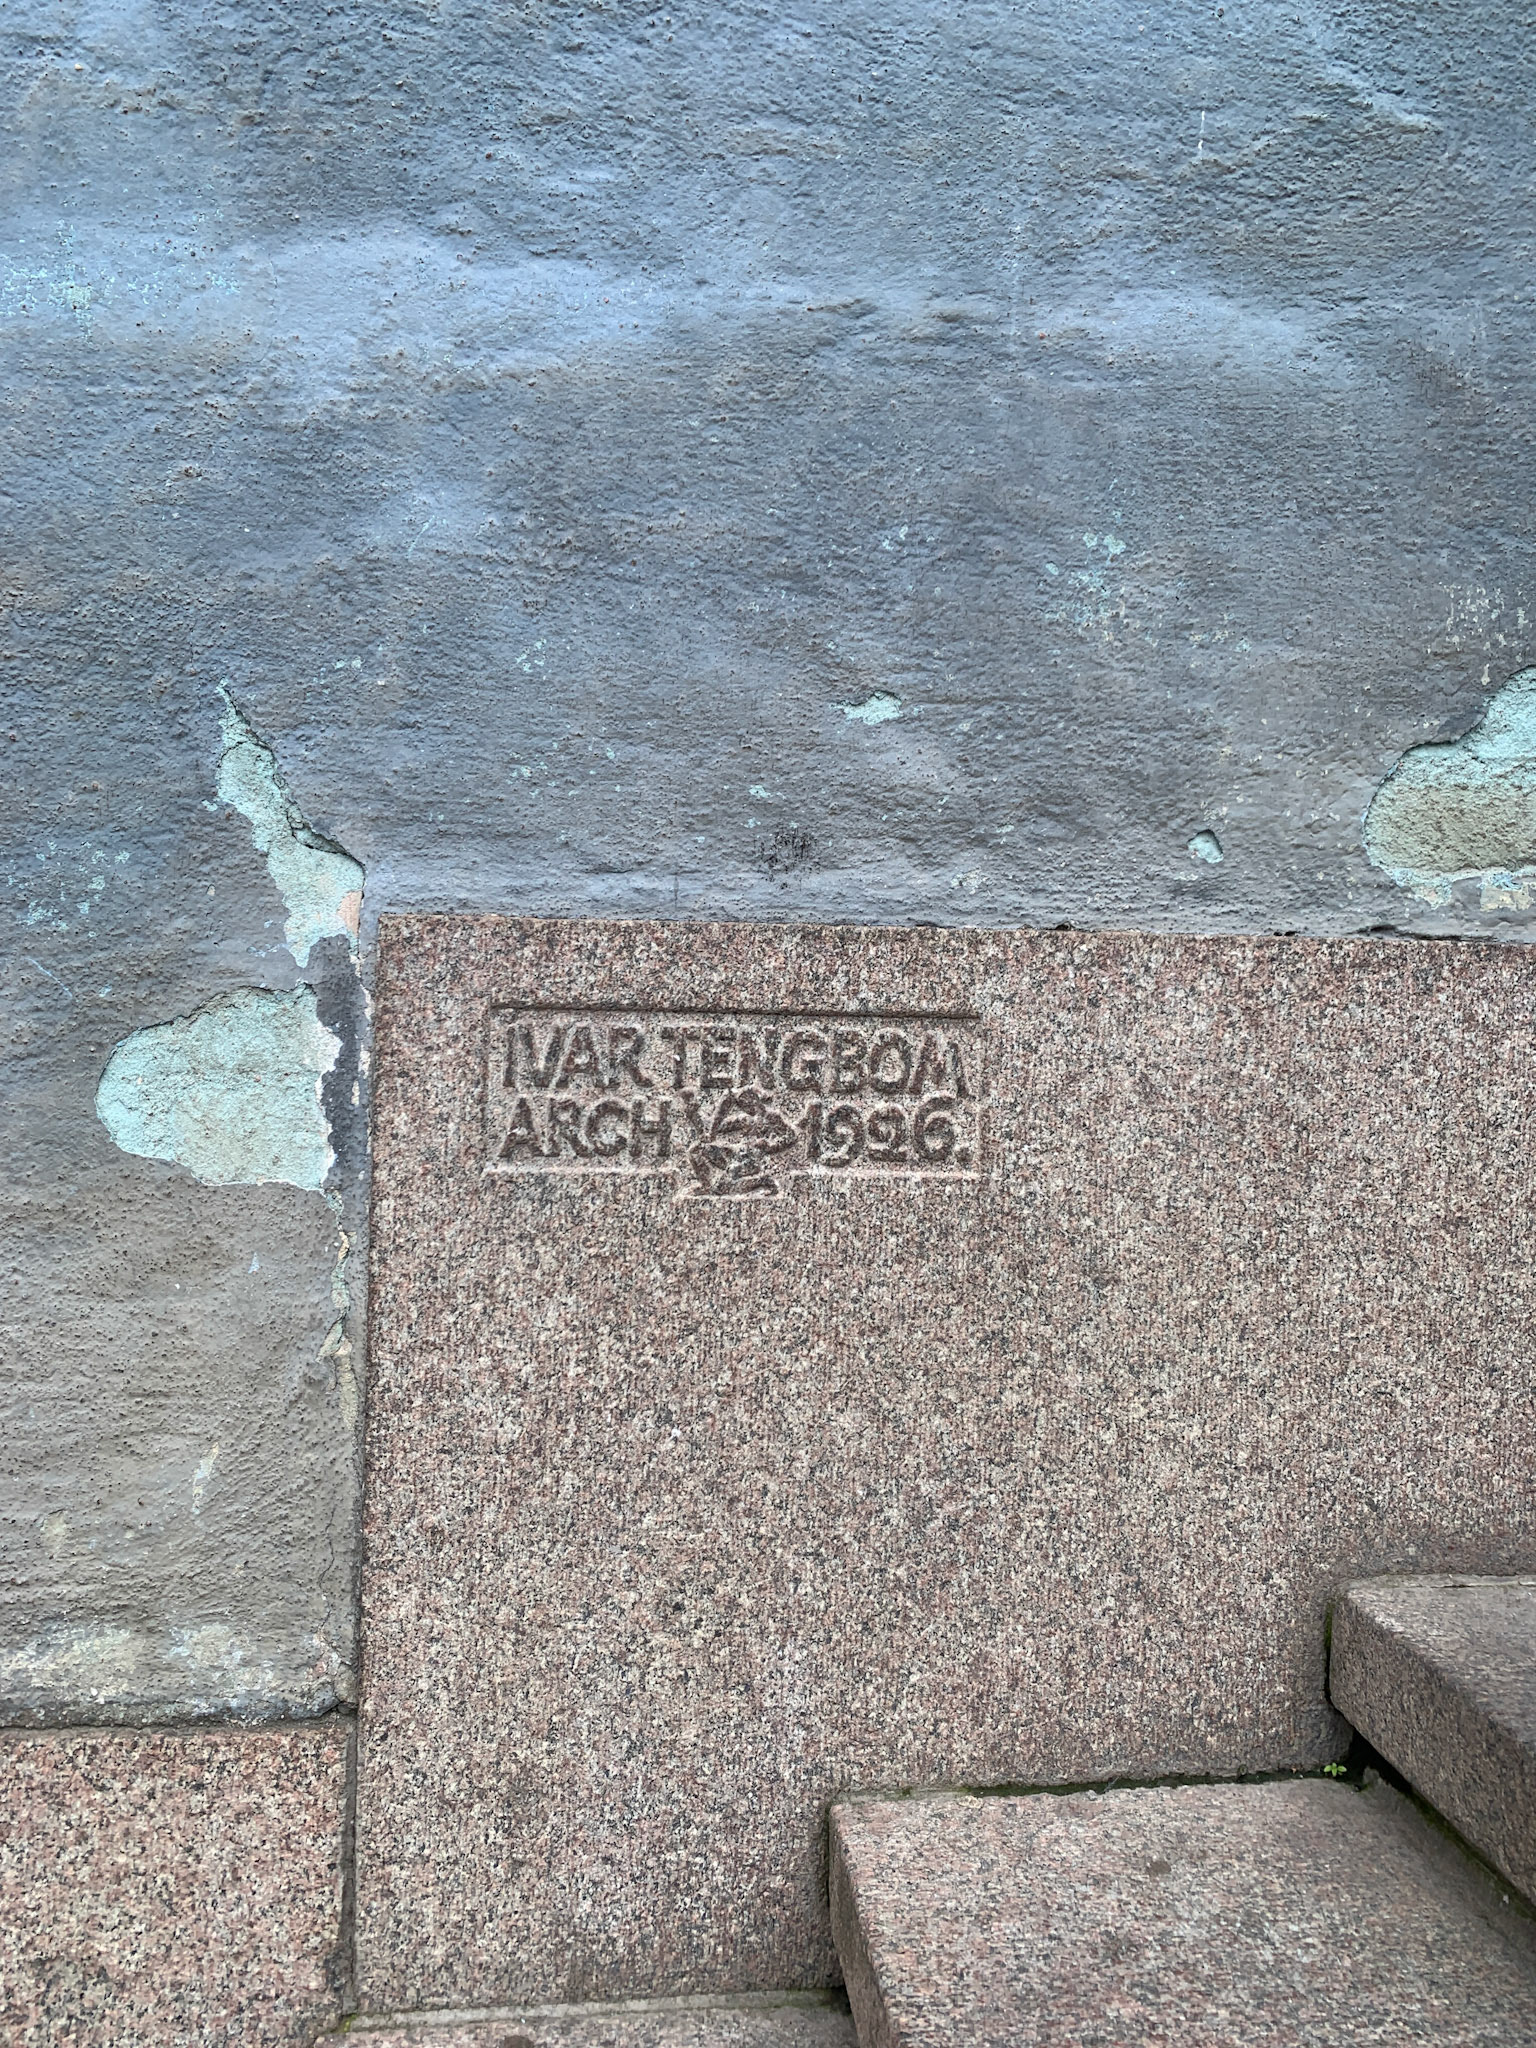 IVAR TENGBOM
ARCH 1926.